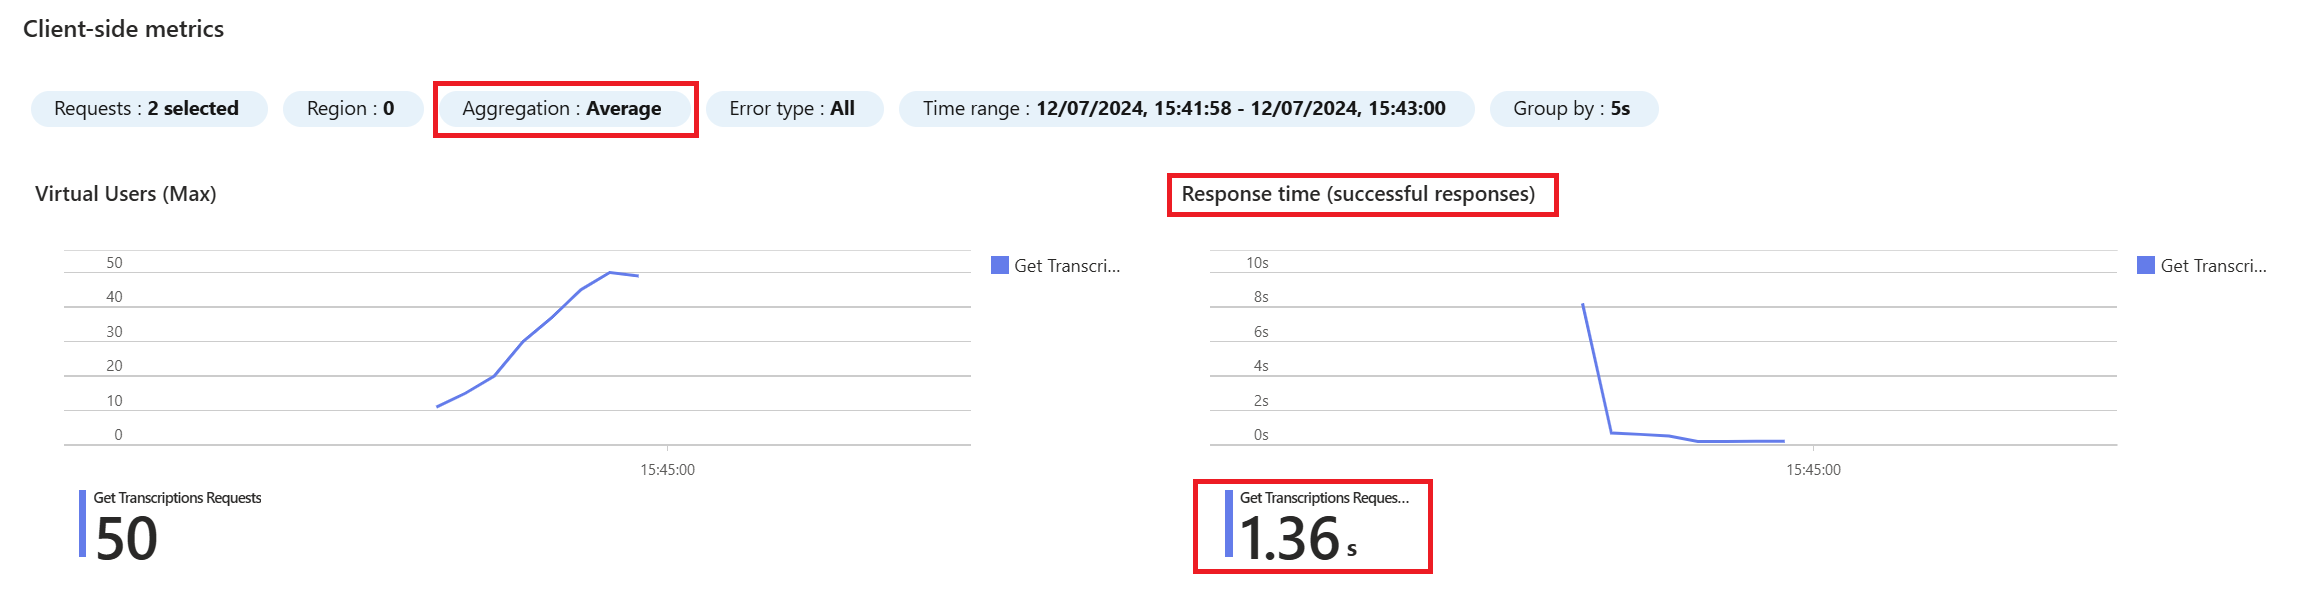 Client-side metrics
Requests : 2 selected
Region : 0
Aggregation : Average
Error type : All
Time range : 12/07/2024, 15:41:58 - 12/07/2024, 15:43:00
Group by : 5s
Virtual Users (Max)
50
40
30
20
10
0
15:45:00
Get Transcri...
Get Transcriptions Requests
50
Response time (successful responses)
10s
8s
6s
4s
2s
0s
15:45:00
Get Transcri...
Get Transcriptions Reques...
1.36 s